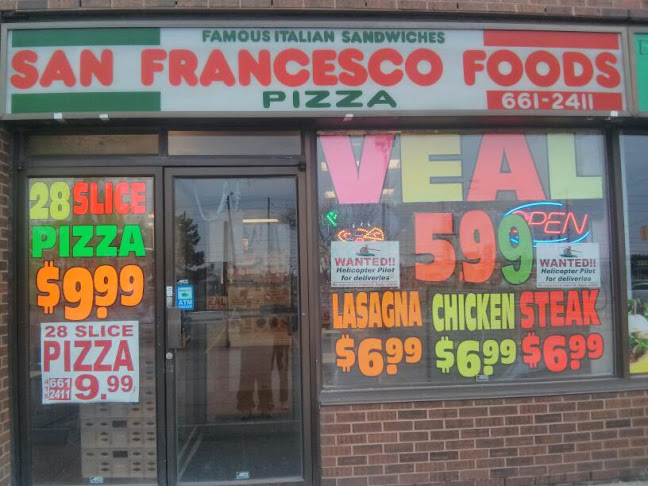 FAMOUS ITALIAN SANDWICHES
SAN FRANCESCO FOODS
PIZZA
661-2411
28 SLICE
PIZZA
$9.99
28 SLICE
PIZZA
661
2411
9.99
ATM
VEAL
599
OPEN
WANTED!!
Helicopter Pilot
for deliveries
WANTED!!
Helicopter Pilot
for deliveries
LASAGNA
$6.99
CHICKEN
$6.99
STEAK
$6.99